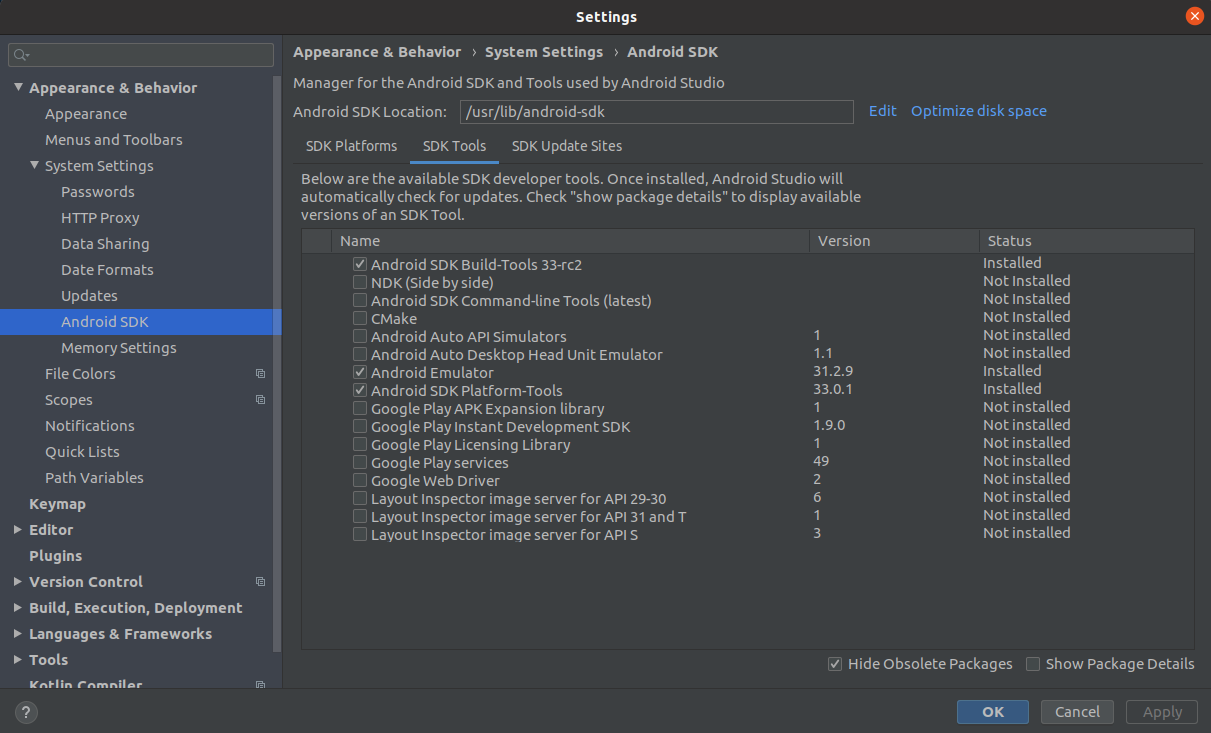 Settings
Appearance & Behavior
Appearance
Menus and Toolbars
System Settings
Passwords
HTTP Proxy
Data Sharing
Date Formats
Updates
Android SDK
Memory Settings
File Colors
Scopes
Notifications
Quick Lists
Path Variables
Keymap
Editor
Plugins
Version Control
Build, Execution, Deployment
Languages & Frameworks
Tools
Kotlin Compiler
Appearance & Behavior › System Settings › Android SDK
Manager for the Android SDK and Tools used by Android Studio
Android SDK Location: /usr/lib/android-sdk Edit Optimize disk space
SDK Platforms SDK Tools SDK Update Sites
Below are the available SDK developer tools. Once installed, Android Studio will
automatically check for updates. Check "show package details" to display available
versions of an SDK Tool.
Name Version Status
Android SDK Build-Tools 33-rc2 Installed
NDK (Side by side) Not Installed
Android SDK Command-line Tools (latest) Not Installed
CMake Not Installed
Android Auto API Simulators 1 Not installed
Android Auto Desktop Head Unit Emulator 1.1 Not installed
Android Emulator 31.2.9 Installed
Android SDK Platform-Tools 33.0.1 Installed
Google Play APK Expansion library 1 Not installed
Google Play Instant Development SDK 1.9.0 Not installed
Google Play Licensing Library 1 Not installed
Google Play services 49 Not installed
Google Web Driver 2 Not installed
Layout Inspector image server for API 29-30 6 Not installed
Layout Inspector image server for API 31 and T 1 Not installed
Layout Inspector image server for API S 3 Not installed
Hide Obsolete Packages Show Package Details
? OK Cancel Apply